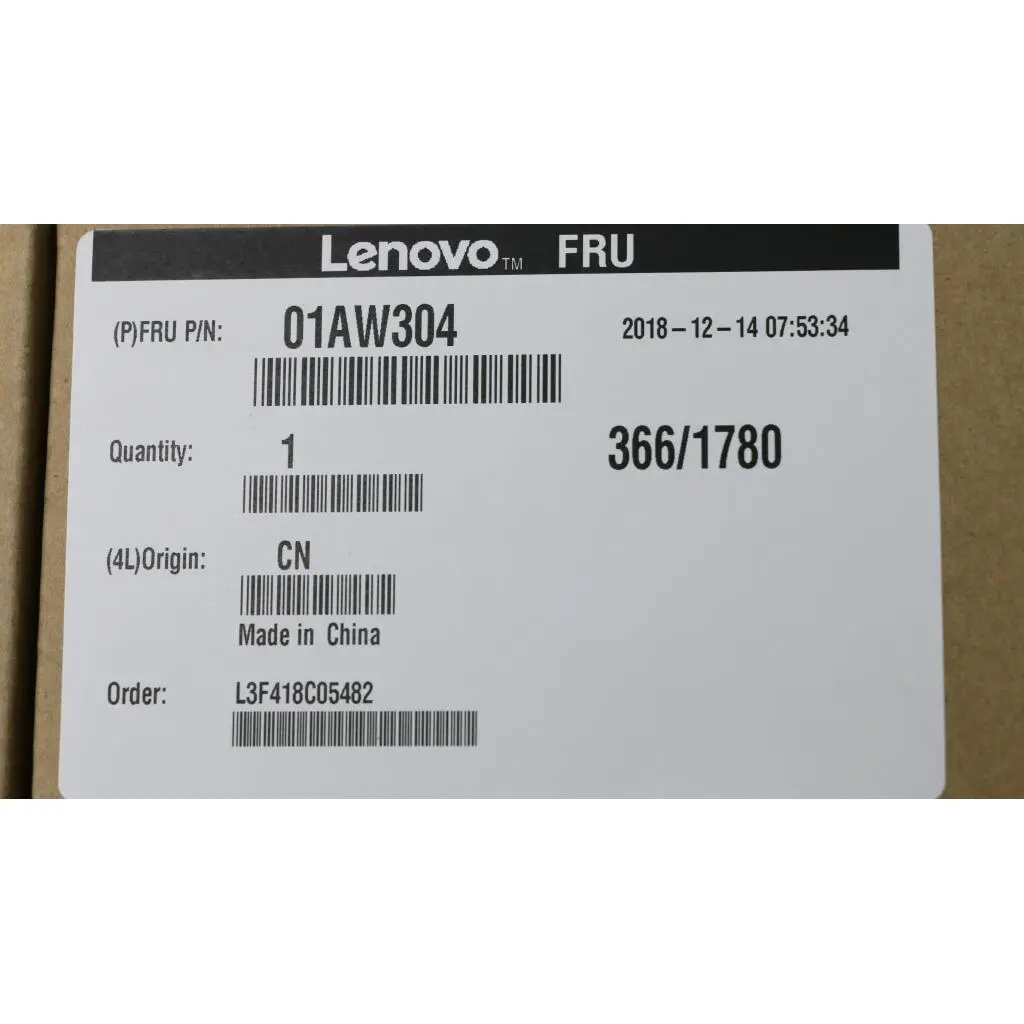 Lenovo™ FRU
(P)FRU P/N: 01AW304 2018-12-14 07:53:34
Quantity: 1 366/1780
(4L)Origin: CN
Made in China
Order: L3F418C05482